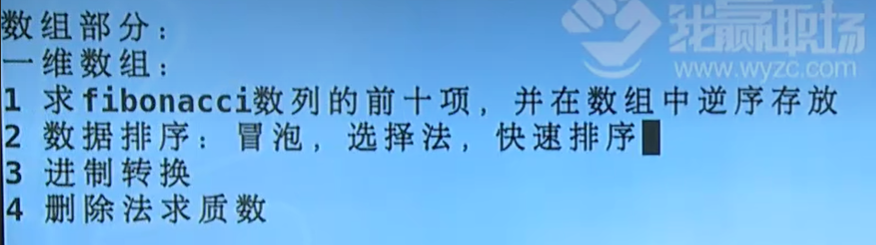 数组部分：
一维数组：
1 求fibonacci数列的前十项，并在数组中逆序存放
2 数据排序：冒泡，选择法，快速排序
3 进制转换
4 删除法求质数
我赢职场
www.wyzc.com